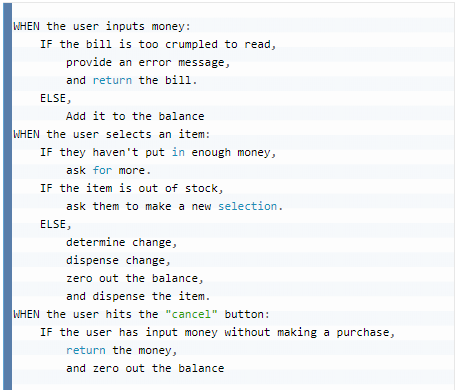 WHEN the user inputs money:
IF the bill is too crumpled to read,
provide an error message,
and return the bill.
ELSE,
Add it to the balance
WHEN the user selects an item:
IF they haven't put in enough money,
ask for more.
IF the item is out of stock,
ask them to make a new selection.
ELSE,
determine change,
dispense change,
zero out the balance,
and dispense the item.
WHEN the user hits the "cancel" button:
IF the user has input money without making a purchase,
return the money,
and zero out the balance